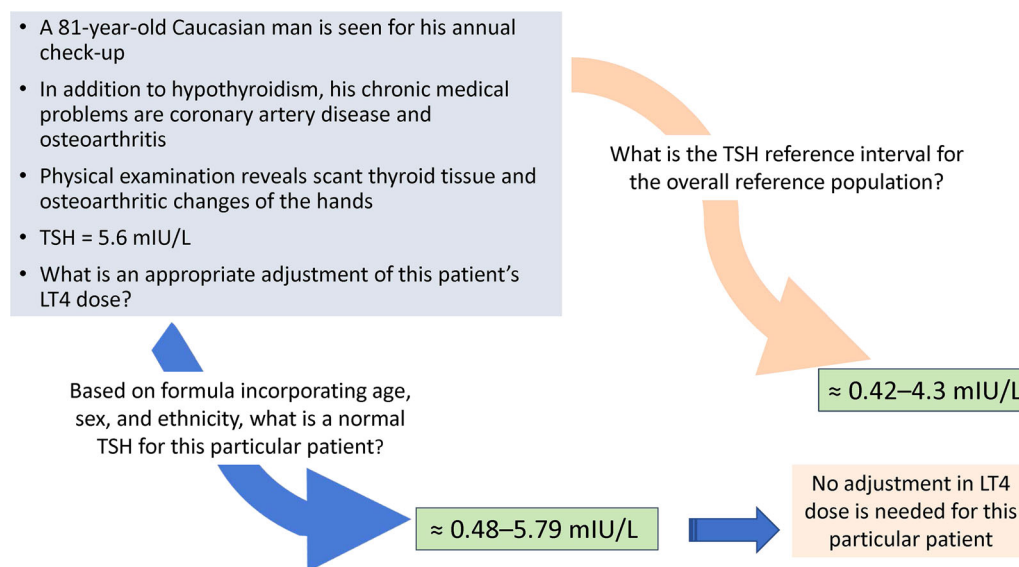 • A 81-year-old Caucasian man is seen for his annual
check-up
• In addition to hypothyroidism, his chronic medical
problems are coronary artery disease and
osteoarthritis
• Physical examination reveals scant thyroid tissue and
osteoarthritic changes of the hands
• TSH = 5.6 mIU/L
• What is an appropriate adjustment of this patient's
LT4 dose?
What is the TSH reference interval for
the overall reference population?
≈ 0.42–4.3 mIU/L
Based on formula incorporating age,
sex, and ethnicity, what is a normal
TSH for this particular patient?
≈ 0.48–5.79 mIU/L
No adjustment in LT4
dose is needed for this
particular patient